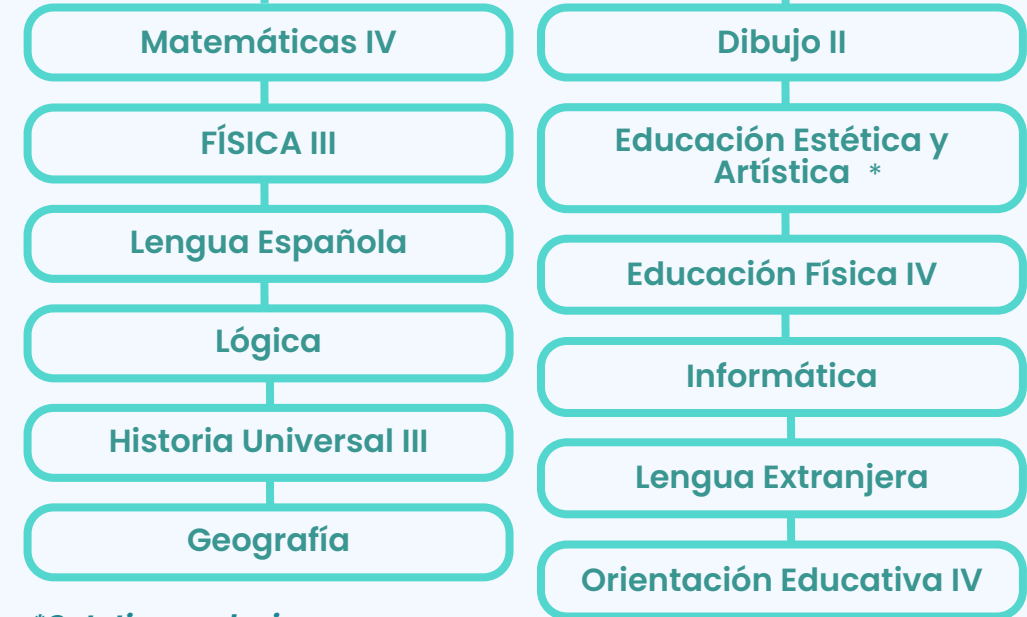 Matemáticas IV
FÍSICA III
Lengua Española
Lógica
Historia Universal III
Geografía
Dibujo II
Educación Estética y
Artística *
Educación Física IV
Informática
Lengua Extranjera
Orientación Educativa IV